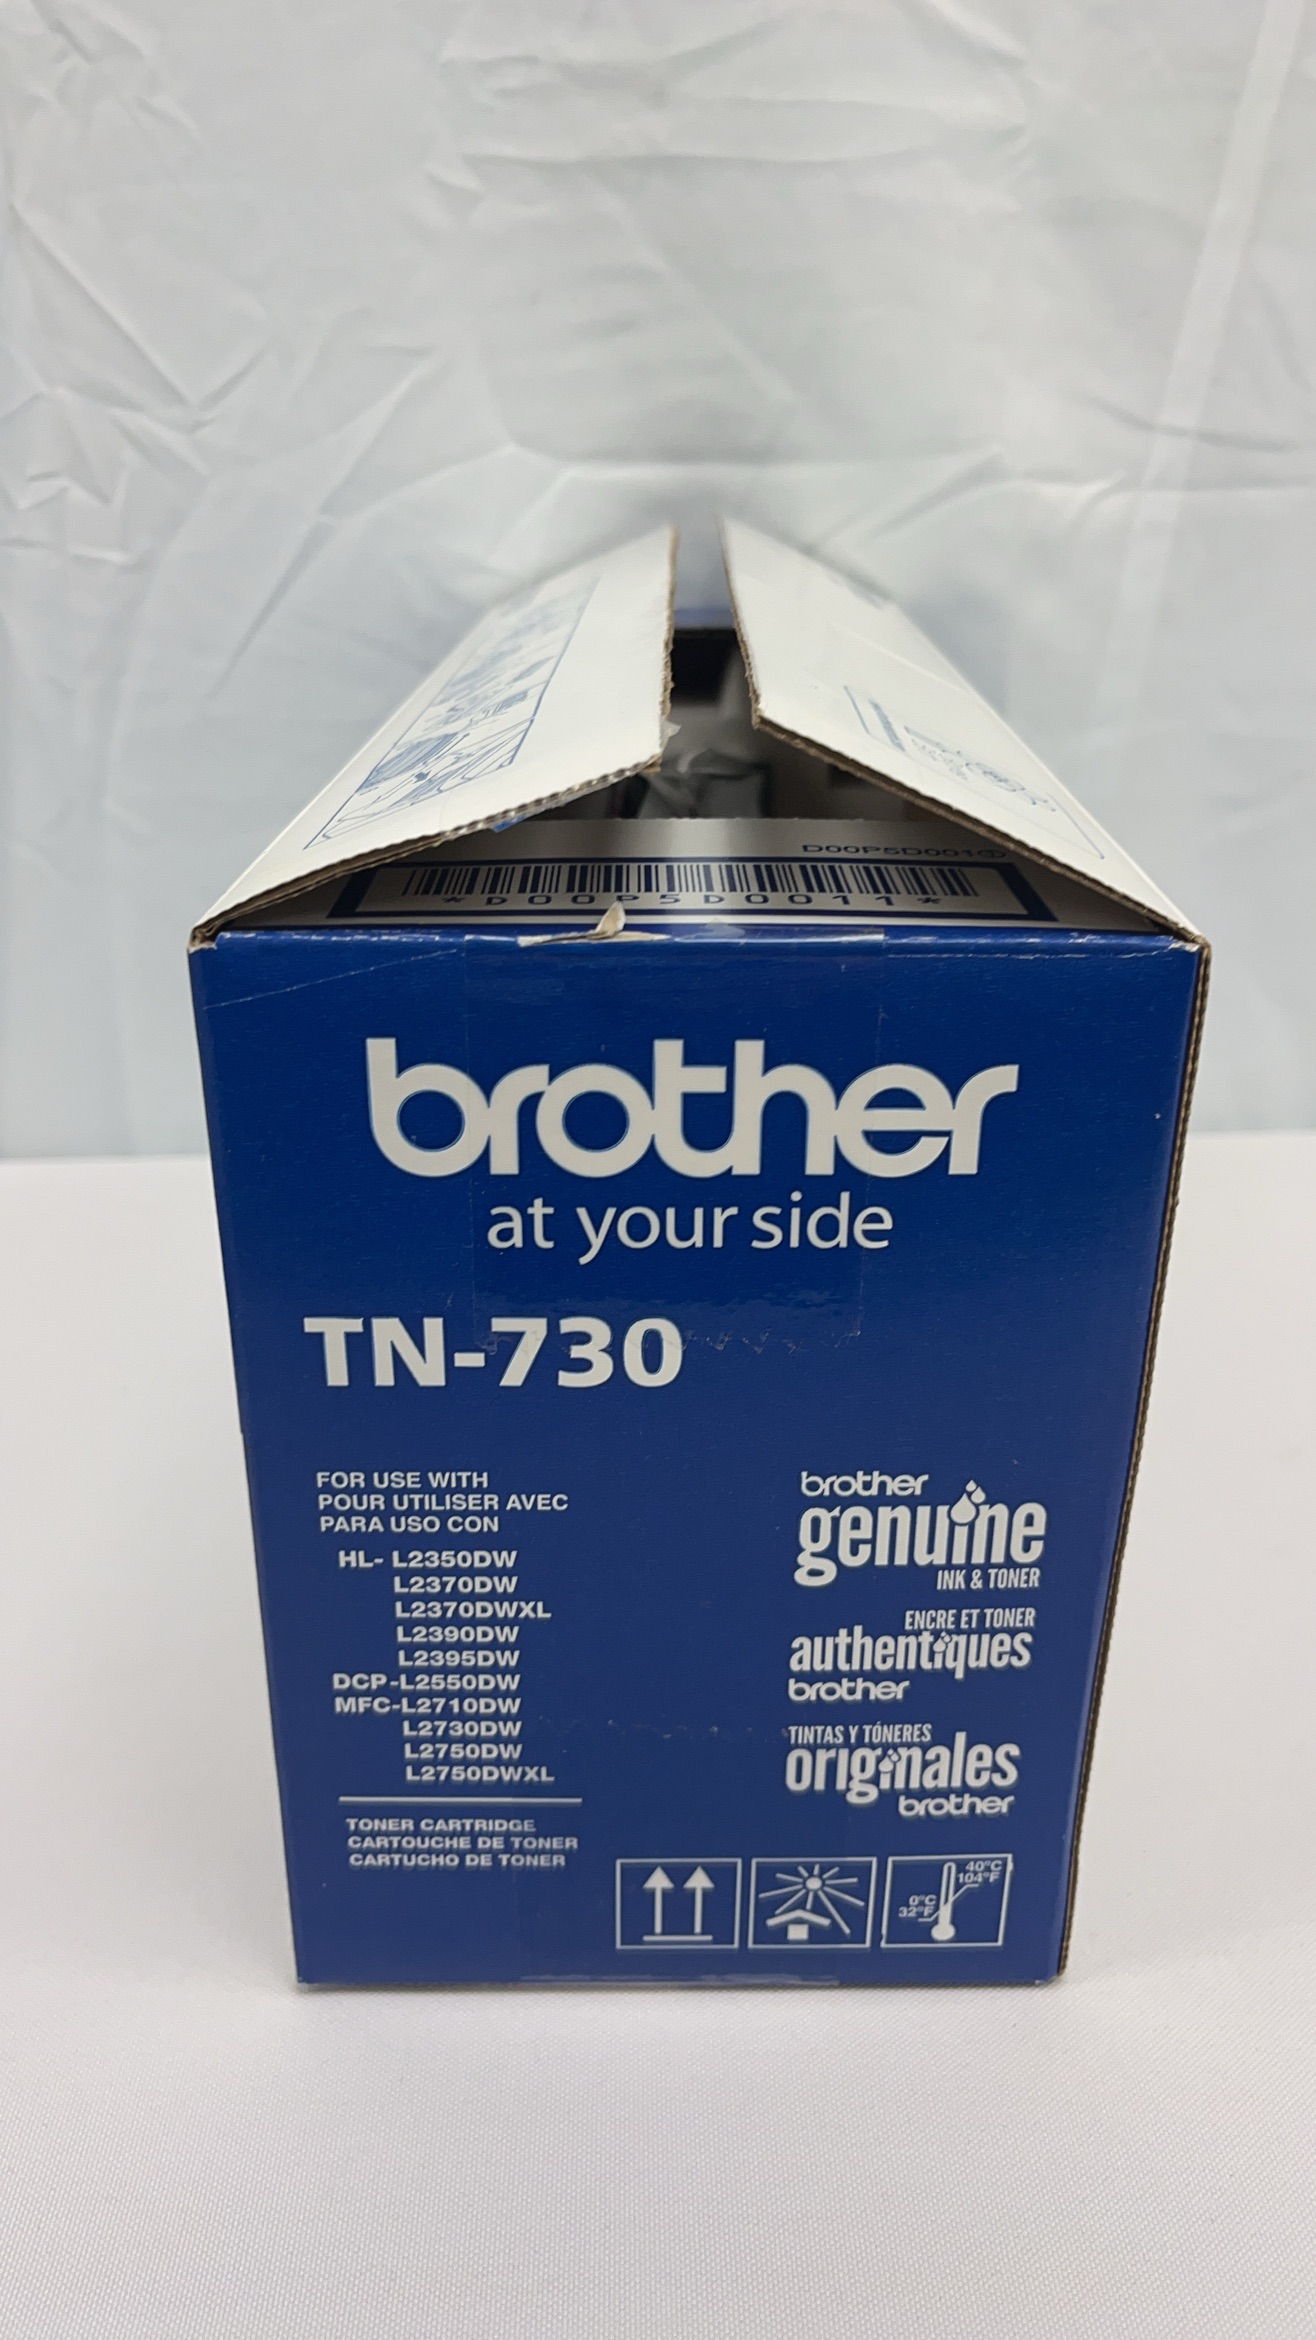 D00P5D001①
*D00P5D0011*
brother
at your side
TN-730
FOR USE WITH
POUR UTILISER AVEC
PARA USO CON
HL- L2350DW
L2370DW
L2370DWXL
L2390DW
L2395DW
DCP-L2550DW
MFC-L2710DW
L2730DW
L2750DW
L2750DWXL
TONER CARTRIDGE
CARTOUCHE DE TONER
CARTUCHO DE TONER
brother
genuine
INK & TONER
ENCRE ET TONER
authentiques
brother
TINTAS Y TÓNERES
originales
brother
40°C
104°F
0°C
32°F